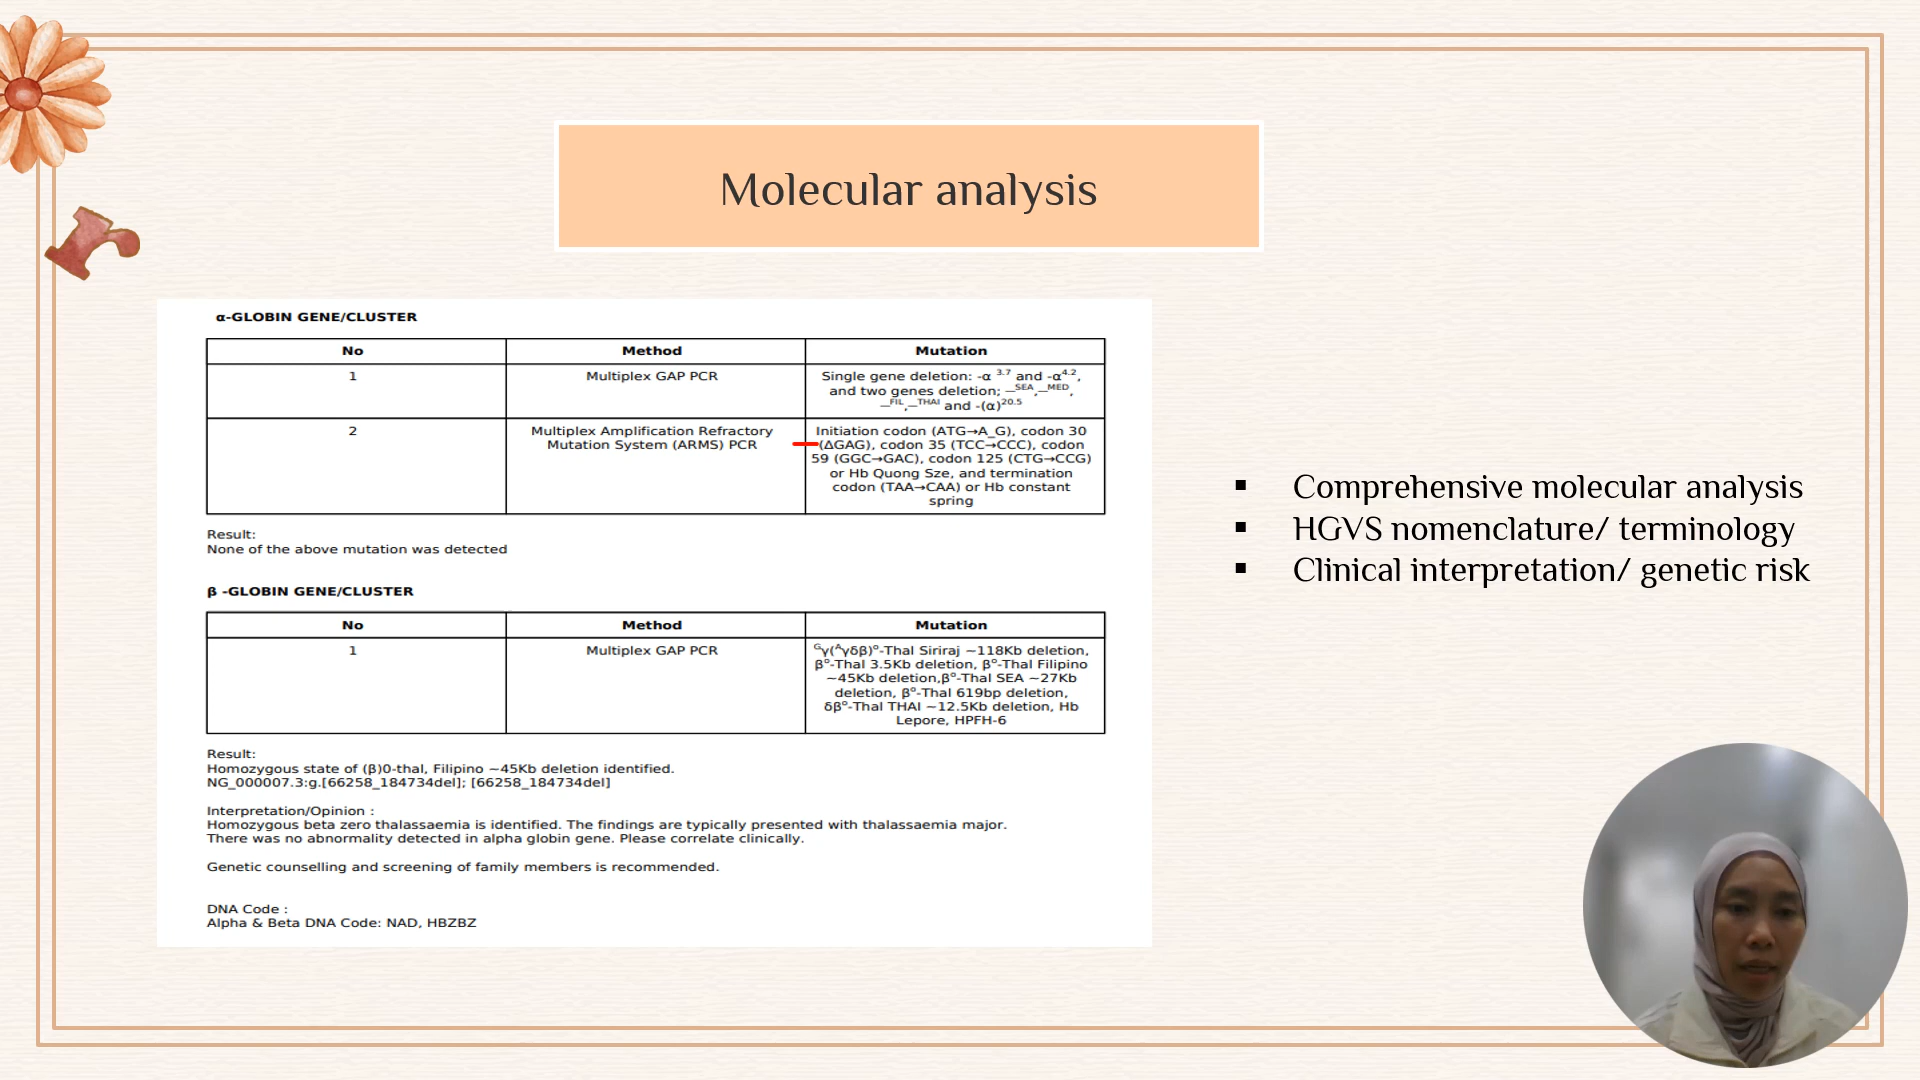 Molecular analysis
α-GLOBIN GENE/CLUSTER
No Method Mutation
1 Multiplex GAP PCR Single gene deletion: -α 3.7 and -α4.2,
and two genes deletion; —SEA,—MED,
—FIL,—THAI and -(α)20.5
2 Multiplex Amplification Refractory Initiation codon (ATG→A_G), codon 30
Mutation System (ARMS) PCR (ΔGAG), codon 35 (TCC→CCC), codon
59 (GGC→GAC), codon 125 (CTG→CCG)
or Hb Quong Sze, and termination
codon (TAA→CAA) or Hb constant
spring
Result:
None of the above mutation was detected
β -GLOBIN GENE/CLUSTER
No Method Mutation
1 Multiplex GAP PCR Gγ(Aγδβ)o-Thal Siriraj ~118Kb deletion,
βo-Thal 3.5Kb deletion, βo-Thal Filipino
~45Kb deletion,βo-Thal SEA ~27Kb
deletion, βo-Thal 619bp deletion,
δβo-Thal THAI ~12.5Kb deletion, Hb
Lepore, HPFH-6
Result:
Homozygous state of (β)0-thal, Filipino ~45Kb deletion identified.
NG_000007.3:g.[66258_184734del]; [66258_184734del]
Interpretation/Opinion :
Homozygous beta zero thalassaemia is identified. The findings are typically presented with thalassaemia major.
There was no abnormality detected in alpha globin gene. Please correlate clinically.
Genetic counselling and screening of family members is recommended.
DNA Code :
Alpha & Beta DNA Code: NAD, HBZBZ
▪ Comprehensive molecular analysis
▪ HGVS nomenclature/ terminology
▪ Clinical interpretation/ genetic risk